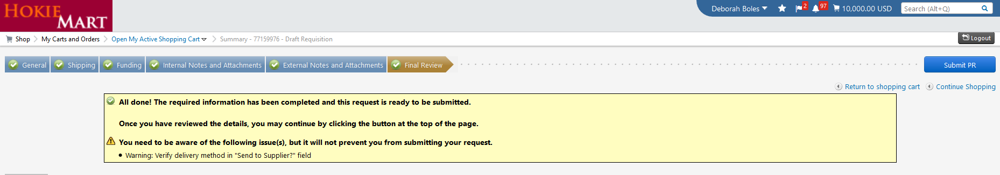 HOKIE
MART
Deborah Boles
2
97
10,000.00 USD
Search (Alt+Q)
Shop
My Carts and Orders
Open My Active Shopping Cart
Summary - 77159976 - Draft Requisition
Logout
General
Shipping
Funding
Internal Notes and Attachments
External Notes and Attachments
Final Review
Submit PR
Return to shopping cart
Continue Shopping
All done! The required information has been completed and this request is ready to be submitted.
Once you have reviewed the details, you may continue by clicking the button at the top of the page.
You need to be aware of the following issue(s), but it will not prevent you from submitting your request.
• Warning: Verify delivery method in "Send to Supplier?" field